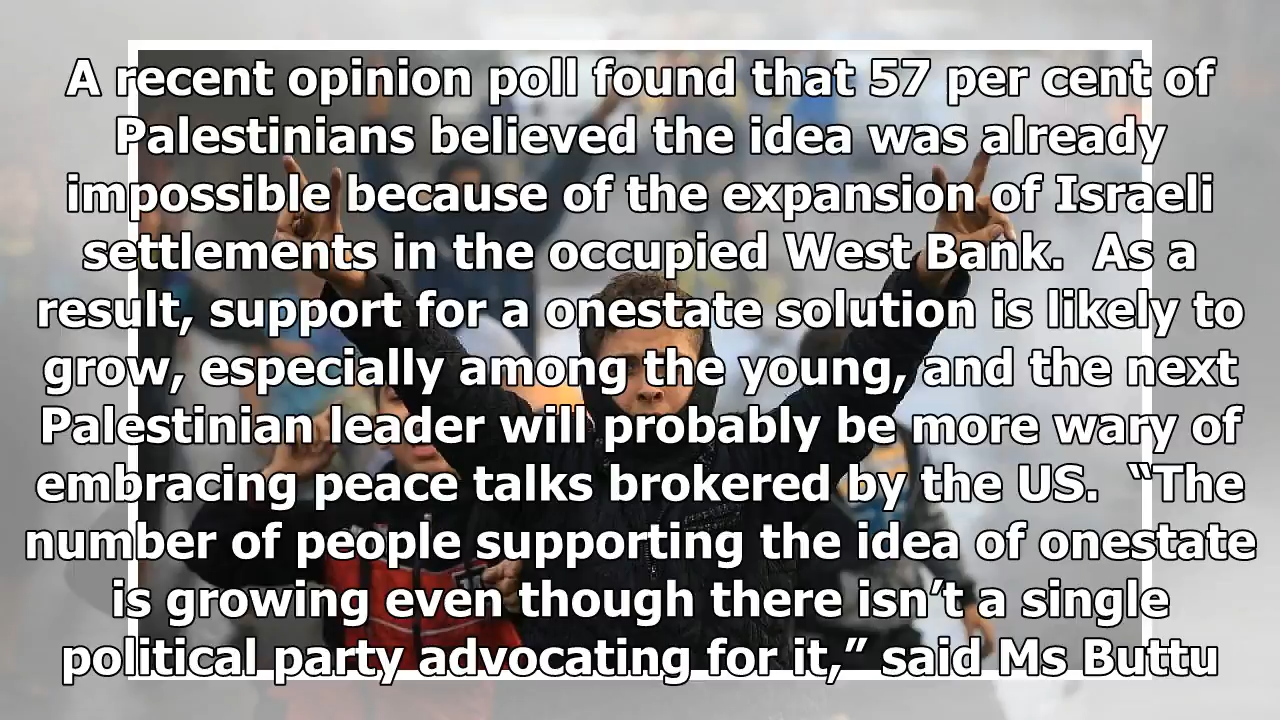 A recent opinion poll found that 57 per cent of
Palestinians believed the idea was already
impossible because of the expansion of Israeli
settlements in the occupied West Bank.  As a
result, support for a onestate solution is likely to
grow, especially among the young, and the next
Palestinian leader will probably be more wary of
embracing peace talks brokered by the US.  “The
number of people supporting the idea of onestate
is growing even though there isn’t a single
political party advocating for it,” said Ms Buttu